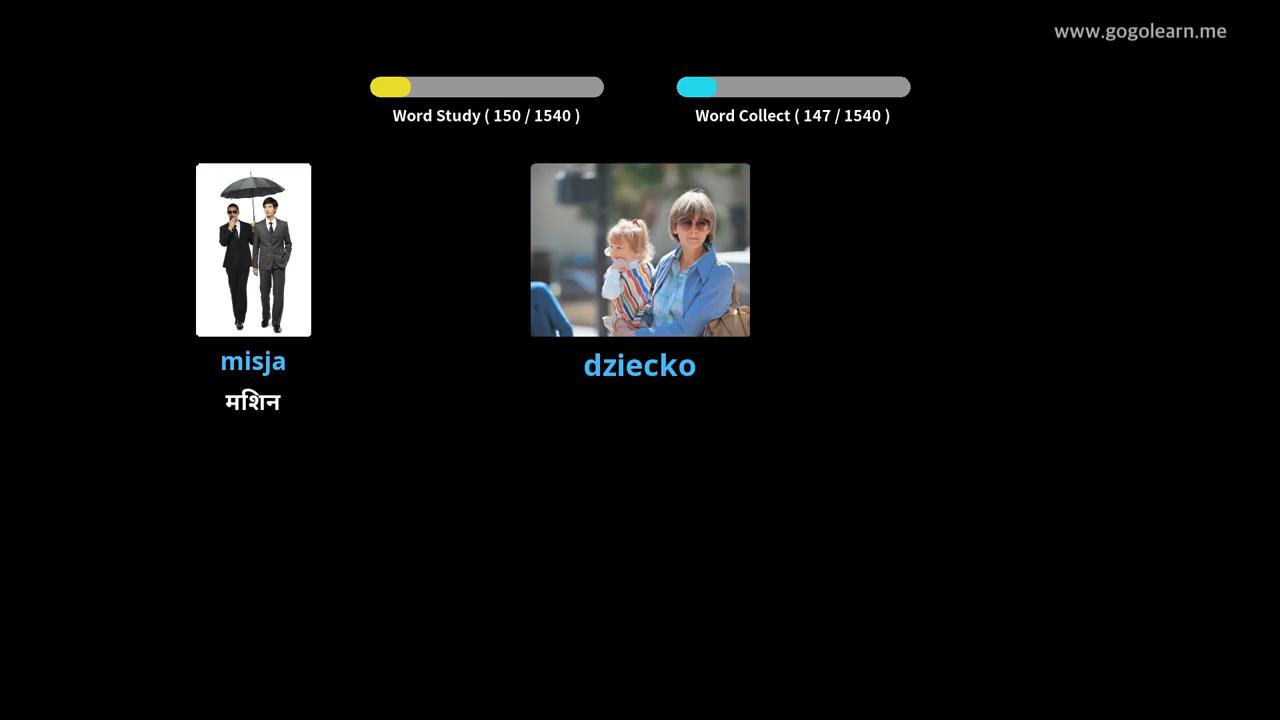 www.gogolearn.me
Word Study ( 150 / 1540 )
Word Collect ( 147 / 1540 )
misja
मशिन
dziecko